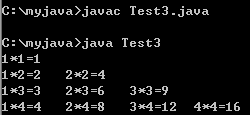 C:\myjava>javac Test3.java
C:\myjava>java Test3
1*1=1
1*2=2   2*2=4
1*3=3   2*3=6   3*3=9
1*4=4   2*4=8   3*4=12  4*4=16